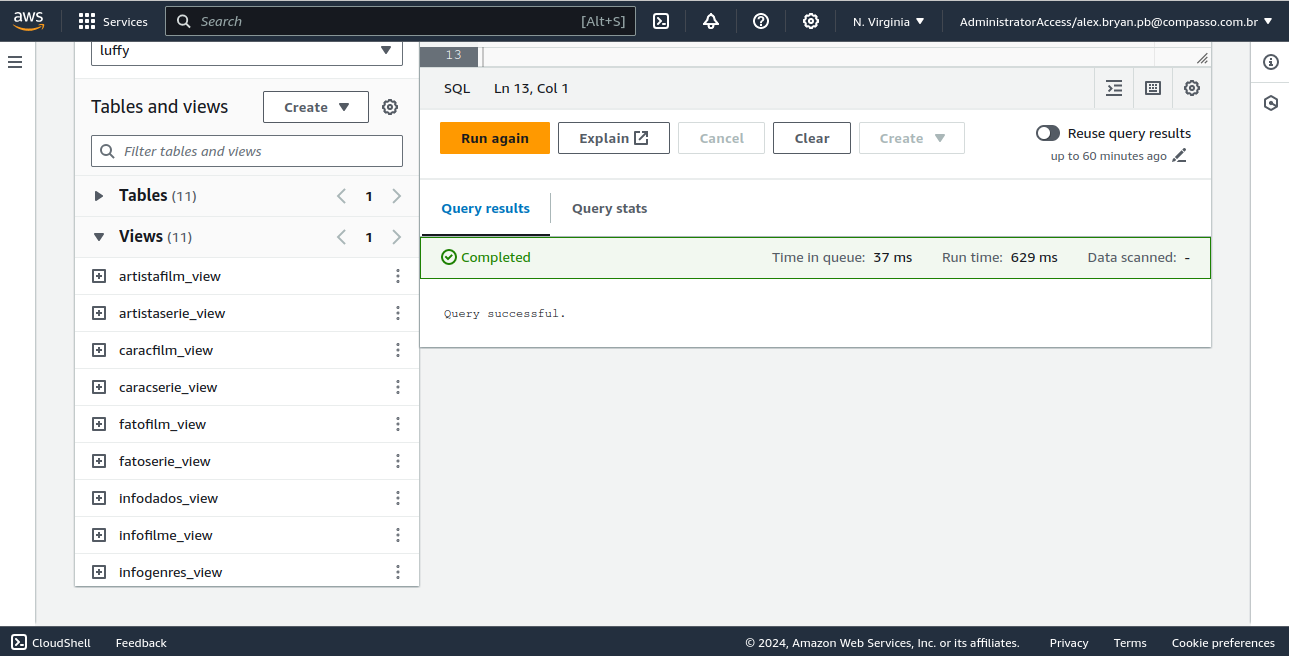 aws
Services
Search
[Alt+S]
N. Virginia
AdministratorAccess/alex.bryan.pb@compasso.com.br
luffy
Tables and views
Create
Filter tables and views
Tables (11)
1
Views (11)
1
artistafilm_view
artistaserie_view
caracfilm_view
caracserie_view
fatofilm_view
fatoserie_view
infodados_view
infofilme_view
infogenres_view
13
SQL
Ln 13, Col 1
Run again
Explain
Cancel
Clear
Create
Reuse query results
up to 60 minutes ago
Query results
Query stats
Completed
Time in queue: 37 ms
Run time: 629 ms
Data scanned: -
Query successful.
CloudShell
Feedback
© 2024, Amazon Web Services, Inc. or its affiliates.
Privacy
Terms
Cookie preferences